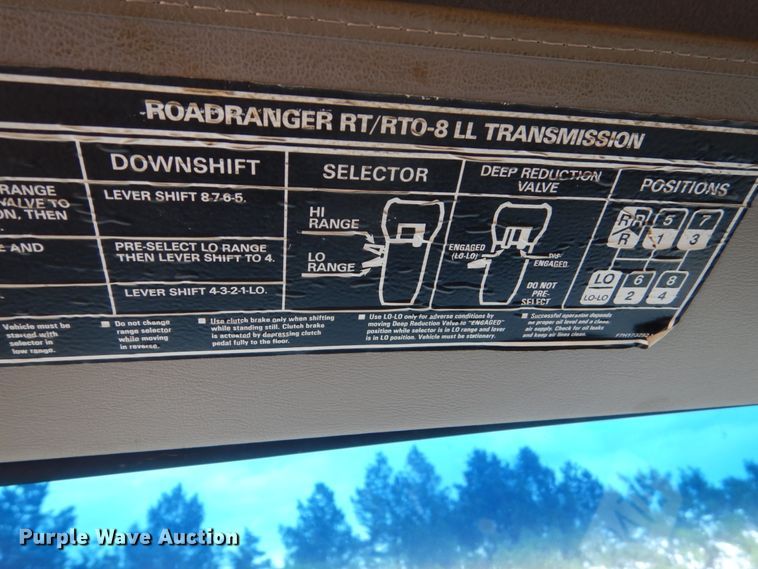 ROADRANGER RT/RTO-8 LL TRANSMISSION
RANGE
VALVE TO
ON, THEN
E AND
DOWNSHIFT
LEVER SHIFT 8-7-6-5.
PRE-SELECT LO RANGE
THEN LEVER SHIFT TO 4.
LEVER SHIFT 4-3-2-1-LO.
SELECTOR
HI
RANGE
LO
RANGE
DEEP REDUCTION
VALVE
ENGAGED
(LO-LO)
DIS-
ENGAGED.
DO NOT
PRE-
SELECT
POSITIONS
R R 5 7
R 1 3
LO 6 8
LO-LO 2 4
Vehicle must be
stayed with
selector in
low range.
■ Do not change
range selector
while moving
in reverse.
■ Use clutch brake only when shifting
while standing still. Clutch brake
is actuated by depressing clutch
pedal fully to the floor.
■ Use LO-LO only for adverse conditions by
moving Deep Reduction Valve to "ENGAGED"
position while selector is in LO range and lever
is in LO position. Vehicle must be stationary.
■ Successful operation depends
on proper oil level and a clean,
air supply. Check for oil leaks
and keep air lines clean.
Purple Wave Auction